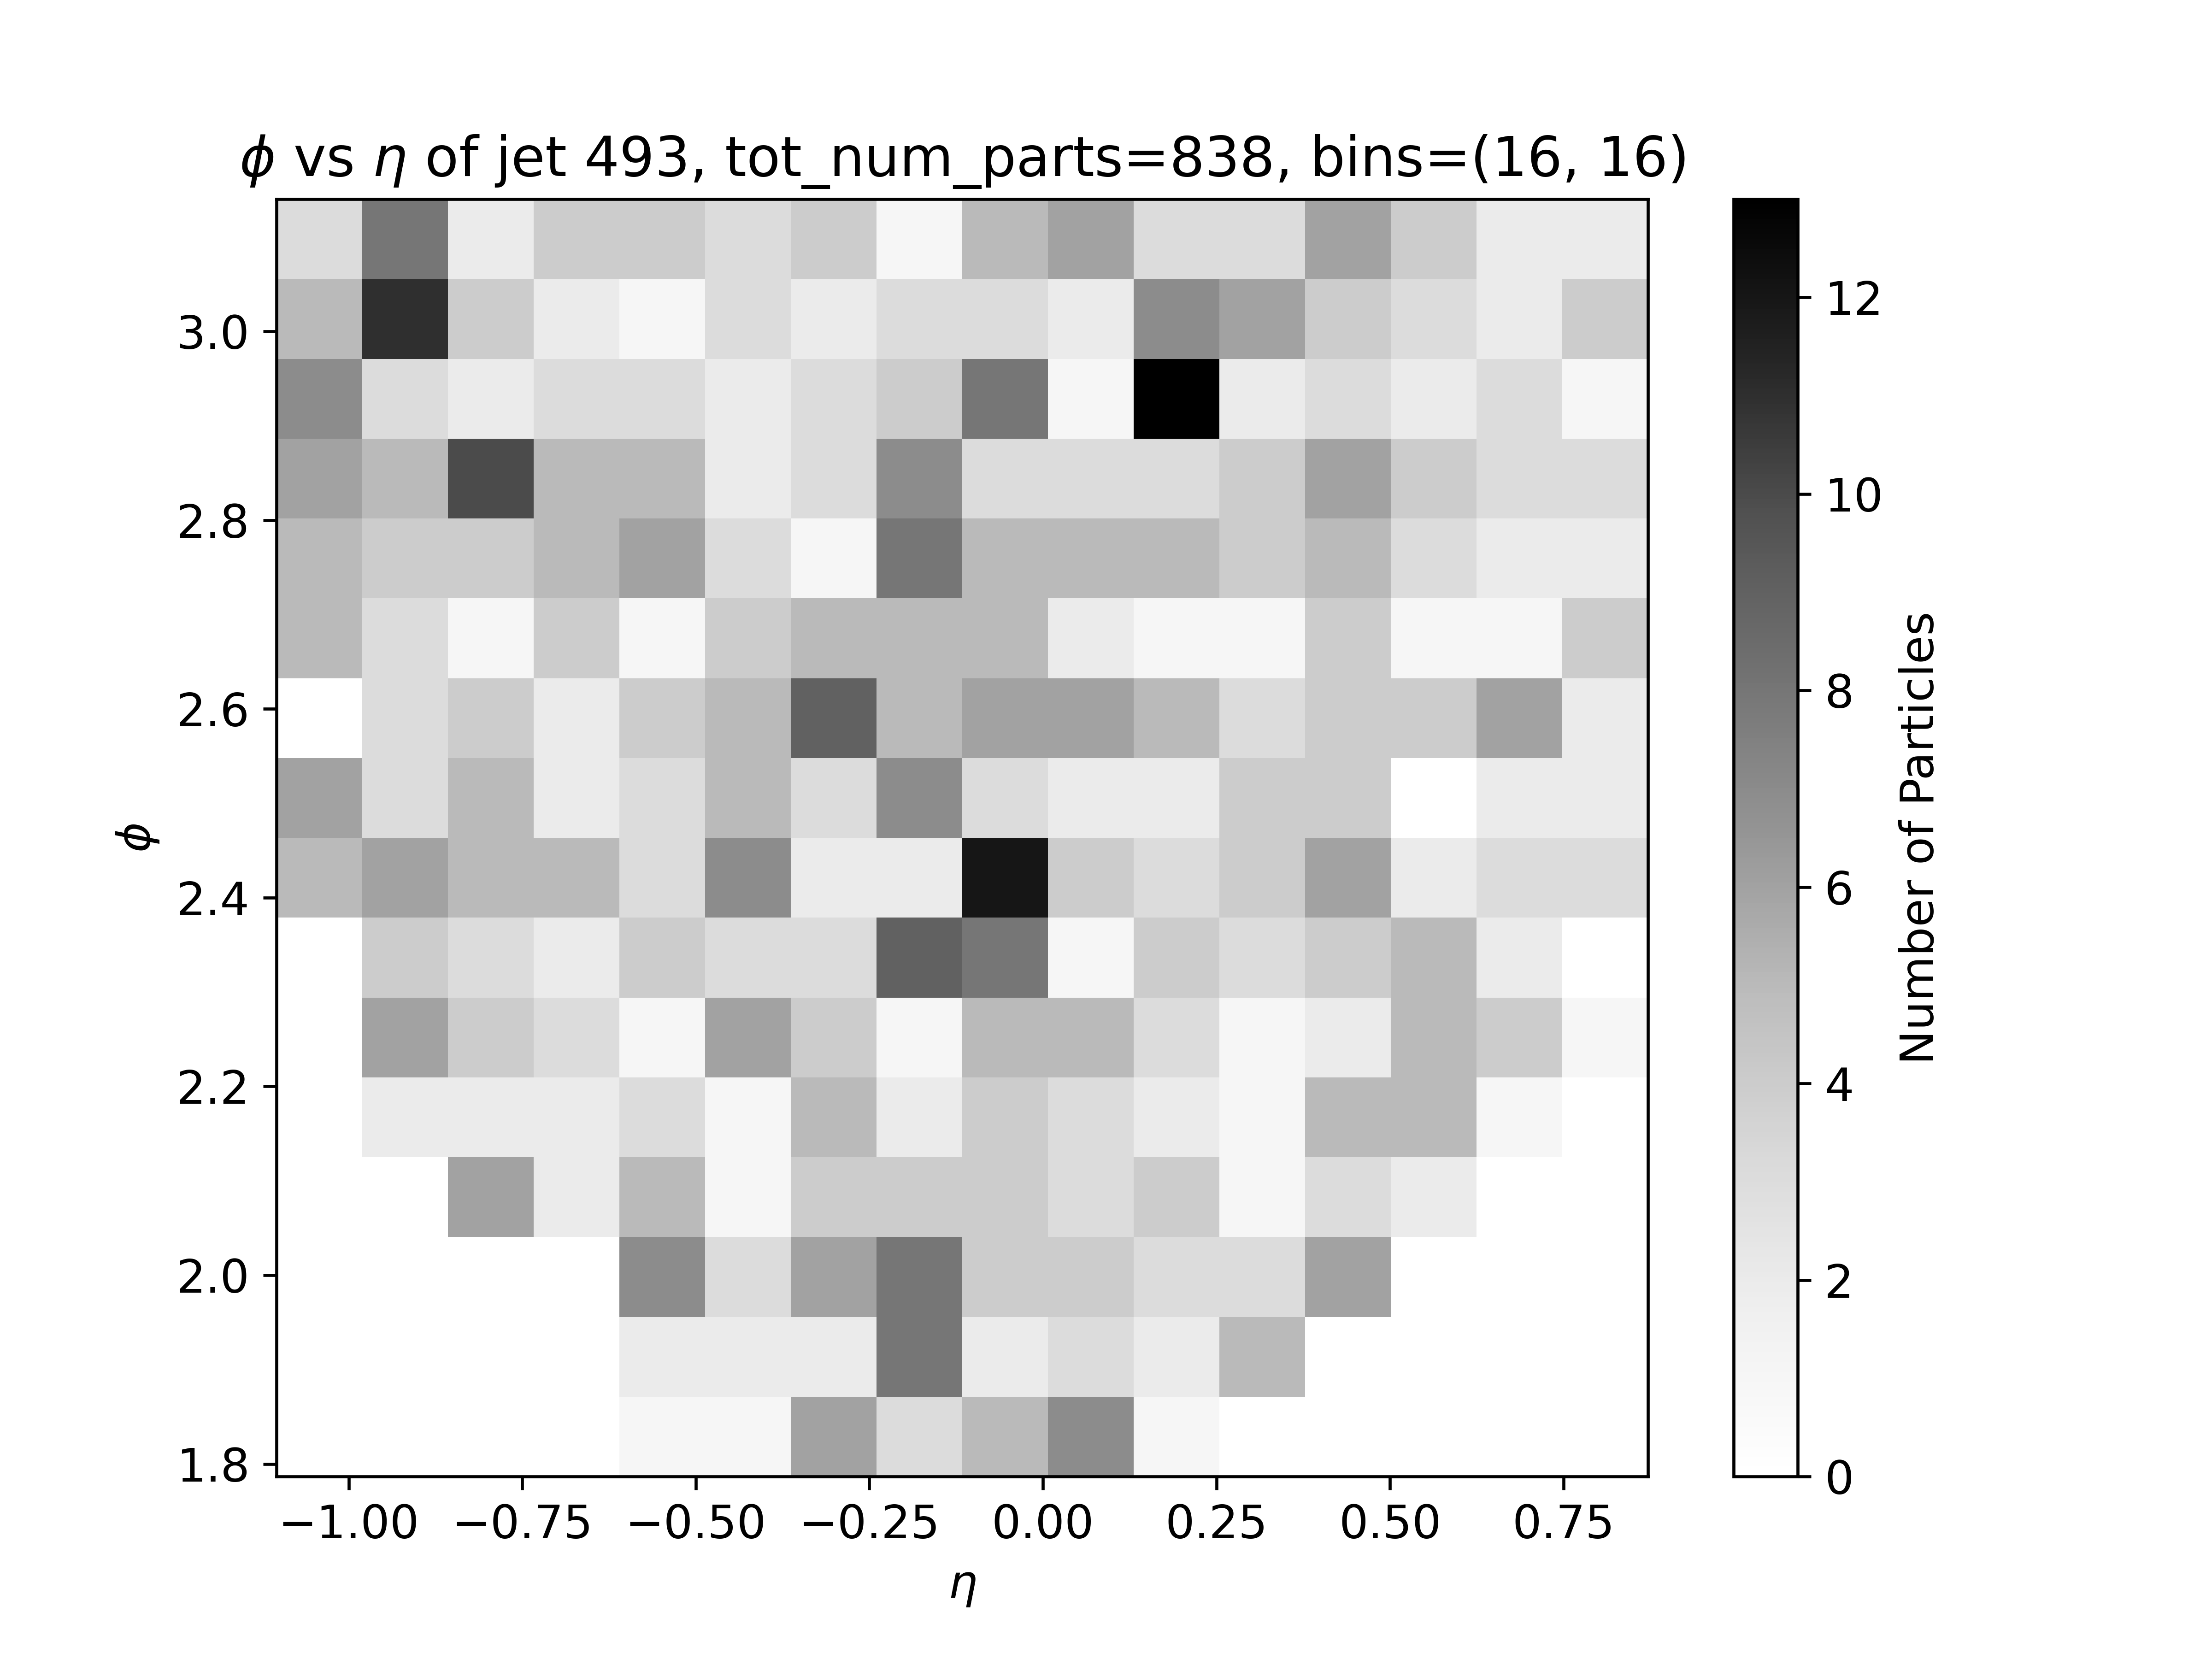 ϕ vs η of jet 493, tot_num_parts=838, bins=(16, 16)
3.0
2.8
2.6
2.4
2.2
2.0
1.8
ϕ
−1.00 −0.75 −0.50 −0.25 0.00 0.25 0.50 0.75
η
12
10
8
6
4
2
0
Number of Particles